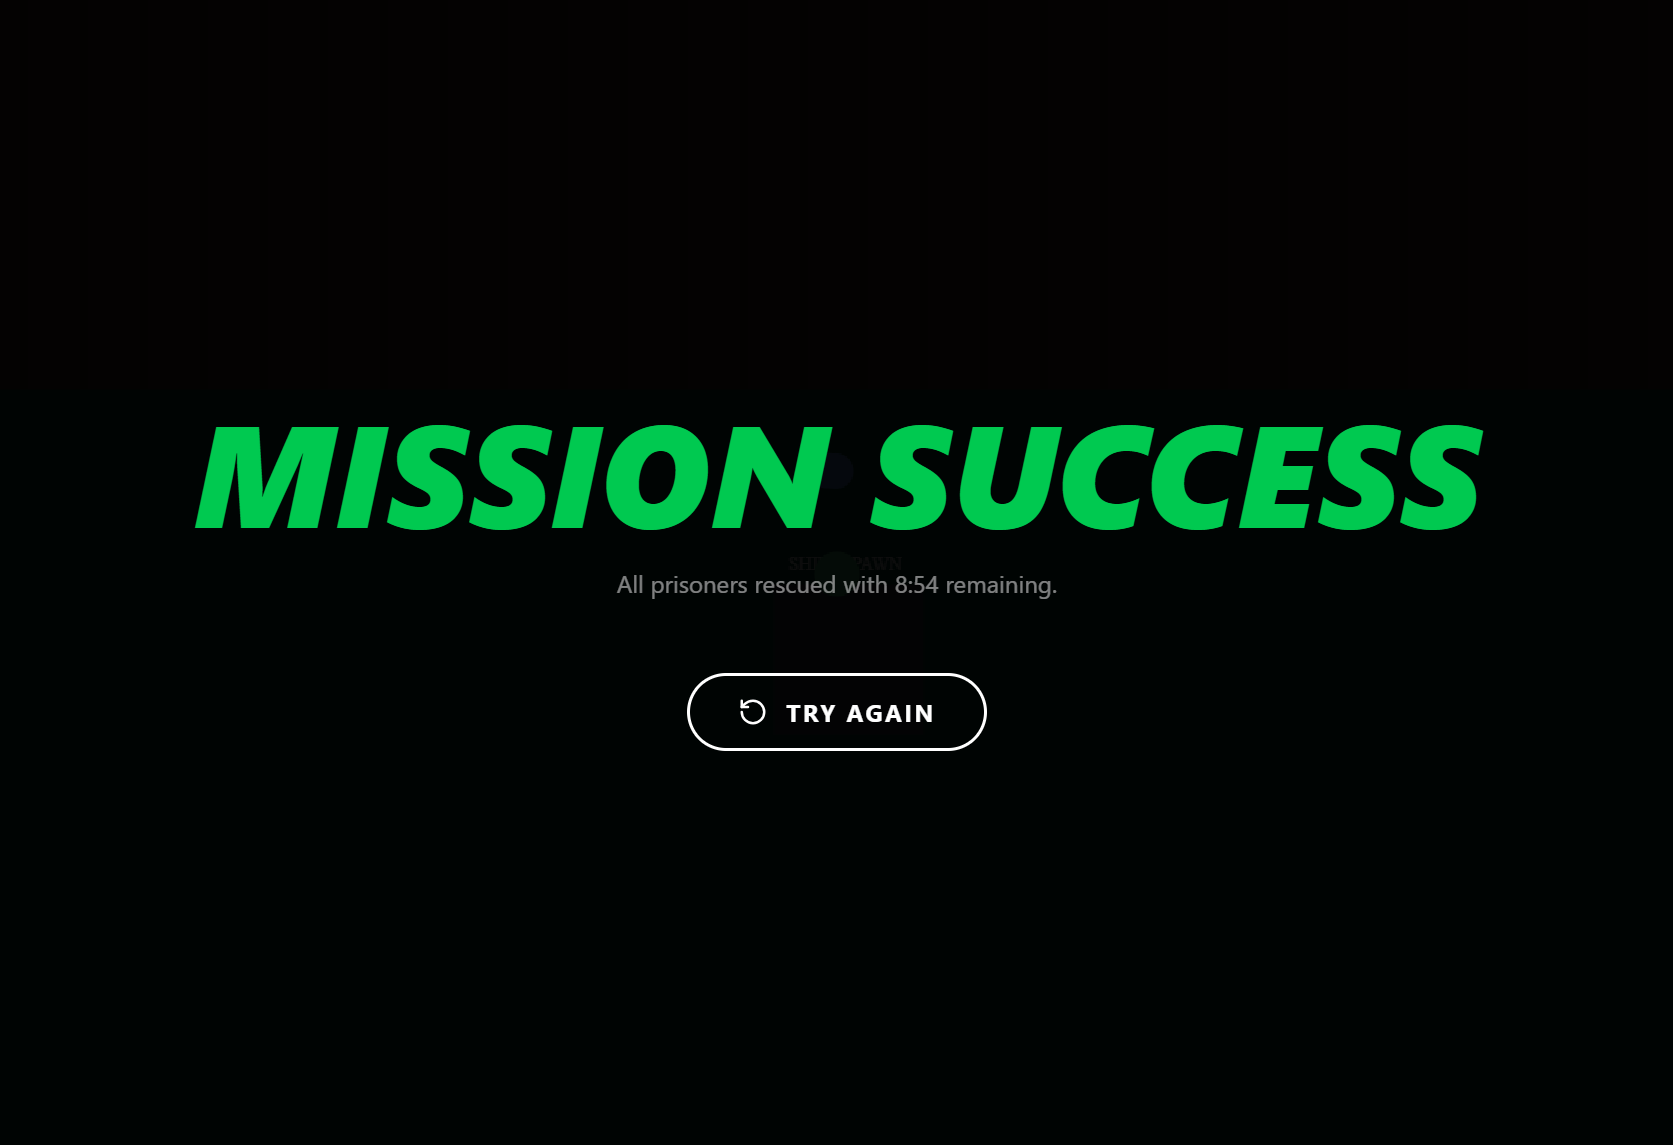 MISSION SUCCESS
All prisoners rescued with 8:54 remaining.
TRY AGAIN